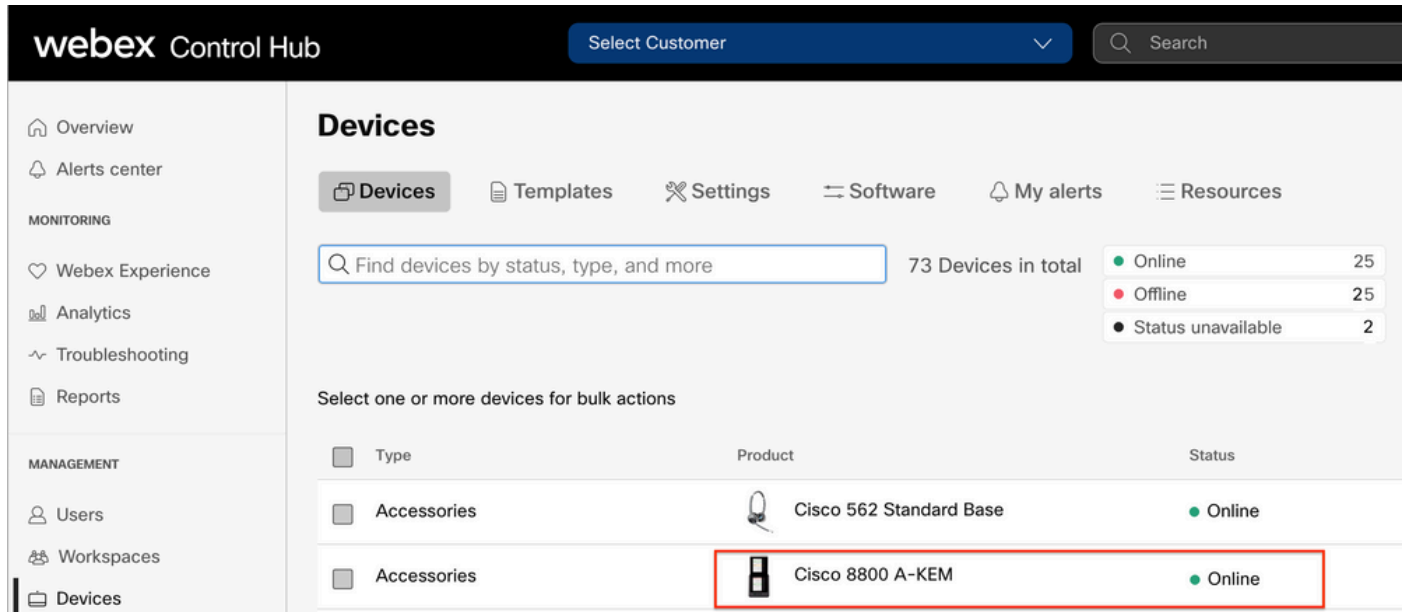 webex Control Hub
Select Customer
Search
Overview
Alerts center
MONITORING
Webex Experience
Analytics
Troubleshooting
Reports
MANAGEMENT
Users
Workspaces
Devices
Devices
Devices Templates Settings Software My alerts Resources
Find devices by status, type, and more
73 Devices in total
Online 25
Offline 25
Status unavailable 2
Select one or more devices for bulk actions
Type Product Status
Accessories Cisco 562 Standard Base Online
Accessories Cisco 8800 A-KEM Online